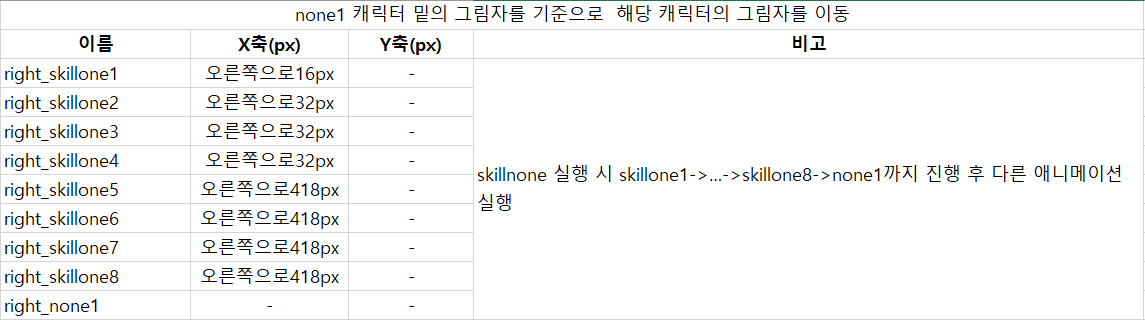 none1 캐릭터 밑의 그림자를 기준으로 해당 캐릭터의 그림자를 이동
이름 X축(px) Y축(px) 비고
right_skillone1 오른쪽으로16px -
right_skillone2 오른쪽으로32px -
right_skillone3 오른쪽으로32px -
right_skillone4 오른쪽으로32px -
right_skillone5 오른쪽으로418px -
right_skillone6 오른쪽으로418px -
right_skillone7 오른쪽으로418px -
right_skillone8 오른쪽으로418px -
right_none1 - -
skillnone 실행 시 skillone1->...->skillone8->none1까지 진행 후 다른 애니메이션
실행